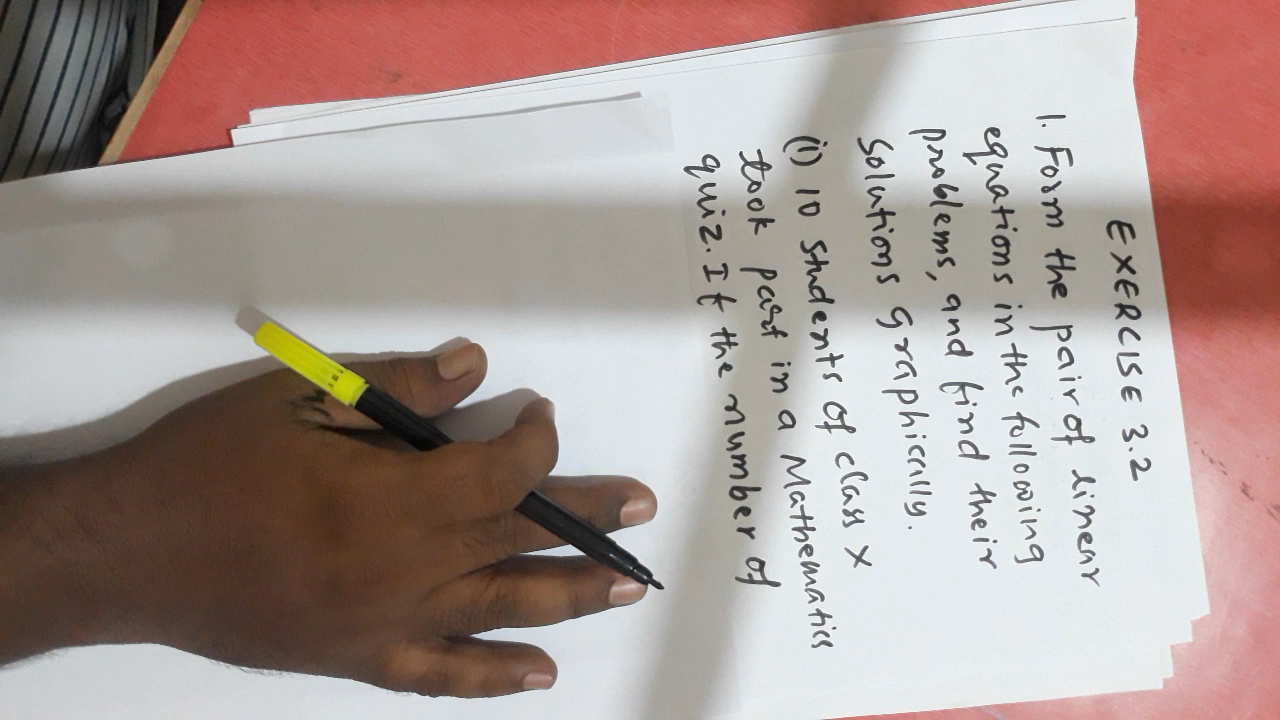 EXERCISE 3.2
1. Form the pair of linear
equations in the following
problems, and find their
solutions graphically.
(i) 10 students of class X
took part in a Mathematics
quiz. If the number of